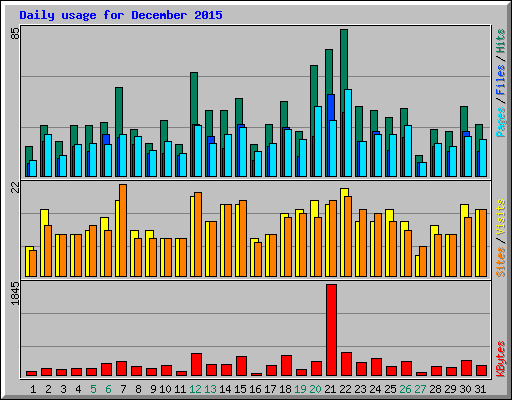 Daily usage for December 2015
85
Pages / Files / Hits
22
Sites / Visits
1845
KBytes
1 2 3 4 5 6 7 8 9 10 11 12 13 14 15 16 17 18 19 20 21 22 23 24 25 26 27 28 29 30 31